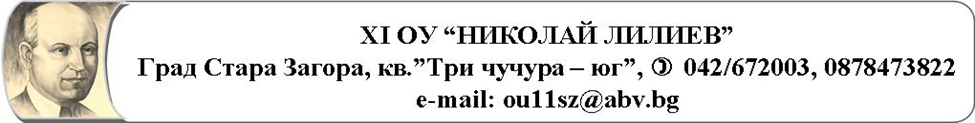 XI ОУ “НИКОЛАЙ ЛИЛИЕВ”
Град Стара Загора, кв.”Три чучура – юг”, ✆ 042/672003, 0878473822
e-mail: ou11sz@abv.bg